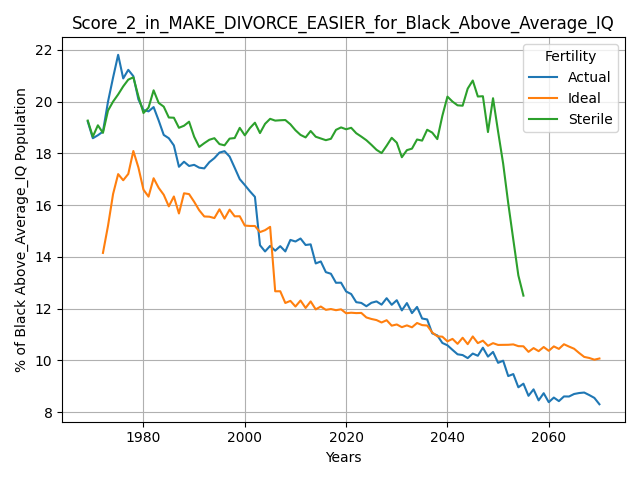 Score_2_in_MAKE_DIVORCE_EASIER_for_Black_Above_Average_IQ
Fertility
Actual
Ideal
Sterile
% of Black Above_Average_IQ Population
22
20
18
16
14
12
10
8
1980 2000 2020 2040 2060
Years